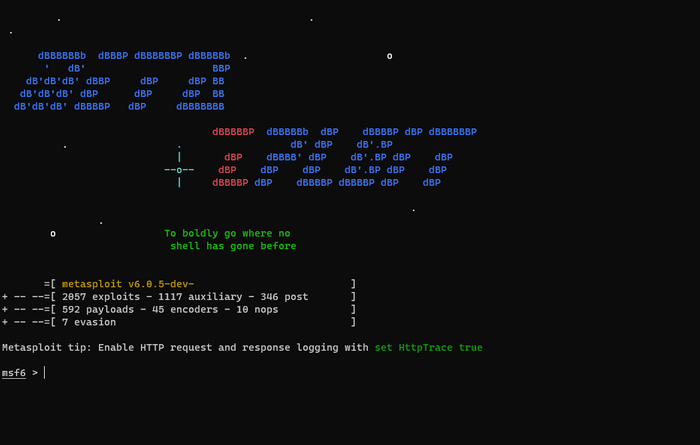 dBBBBBBb  dBBBP dBBBBBBP dBBBBBb  .                       o
'   dB'                     BBP
dB'dB'dB' dBBP     dBP     dBP BB
dB'dB'dB' dBP      dBP     dBP  BB
dB'dB'dB' dBBBBP   dBP     dBBBBBBB
dBBBBBP  dBBBBBb  dBP    dBBBBP dBP dBBBBBBP
.                                     .                  dB' dBP    dB'.BP
|       dBP    dBBBB' dBP    dB'.BP dBP    dBP
--o--    dBP    dBP    dBP    dB'.BP dBP    dBP
|     dBBBBP dBP    dBBBBP dBBBBP dBP    dBP
o                  To boldly go where no
shell has gone before
=[ metasploit v6.0.5-dev-                          ]
+ -- --=[ 2057 exploits - 1117 auxiliary - 346 post       ]
+ -- --=[ 592 payloads - 45 encoders - 10 nops            ]
+ -- --=[ 7 evasion                                       ]
Metasploit tip: Enable HTTP request and response logging with set HttpTrace true
msf6 >